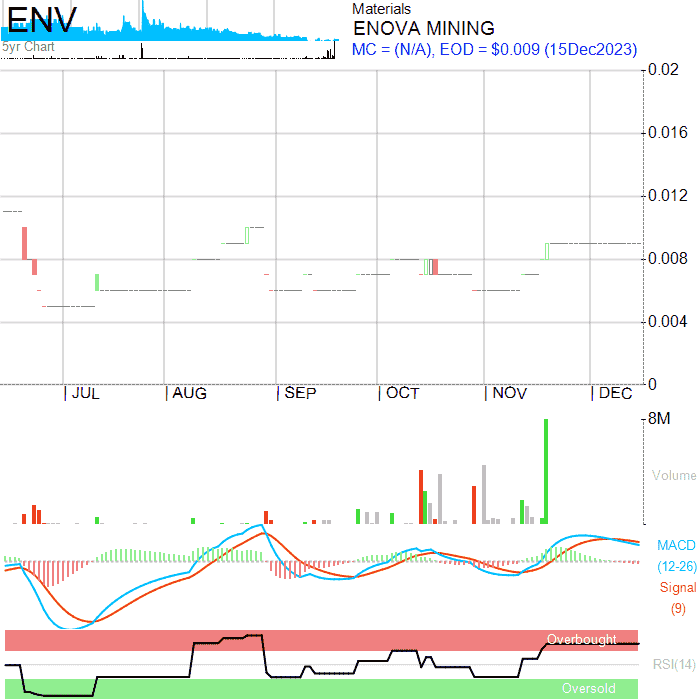 ENV
5yr Chart
Materials
ENOVA MINING
MC = (N/A), EOD = $0.009 (15Dec2023)
0.02
0.016
0.012
0.008
0.004
0
JUL AUG SEP OCT NOV DEC
8M
Volume
MACD
(12-26)
Signal
(9)
Overbought
RSI(14)
Oversold